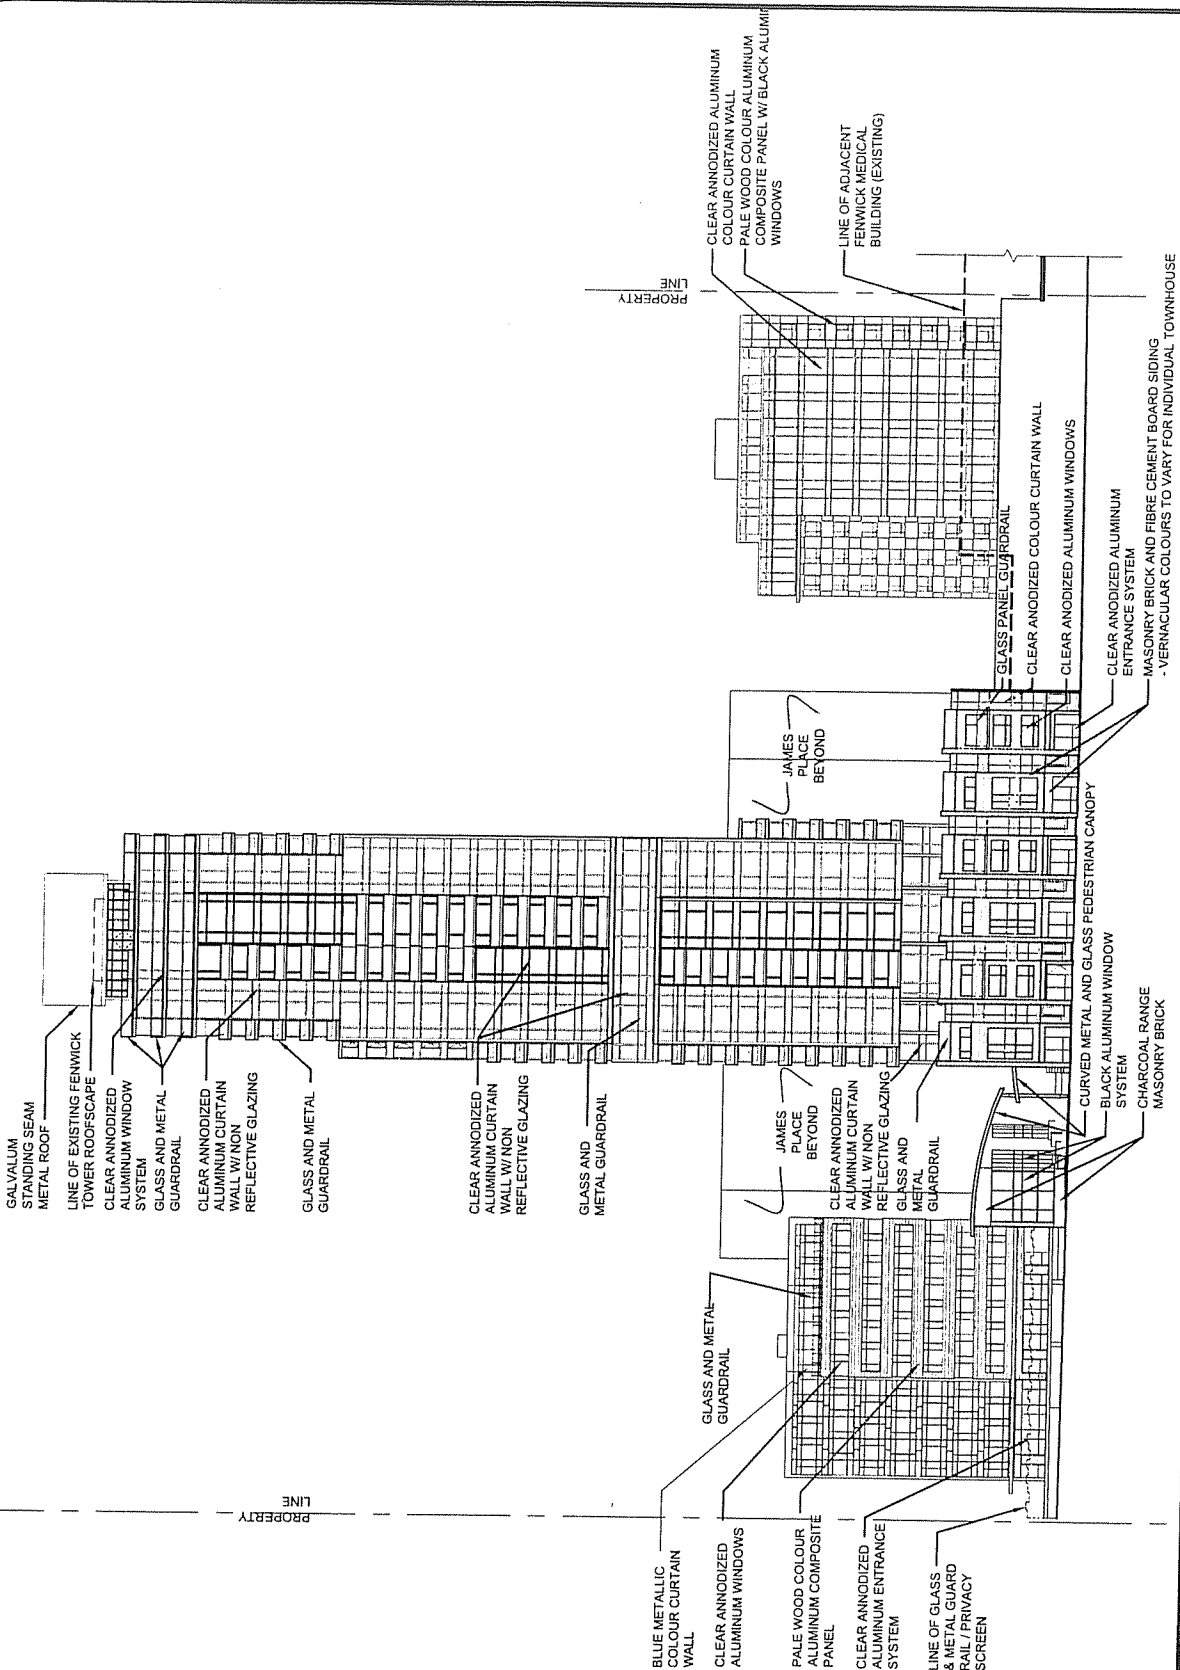 GALVALUM
STANDING SEAM
METAL ROOF
LINE OF EXISTING FENWICK
TOWER ROOFSCAPE
CLEAR ANNODIZED
ALUMINUM WINDOW
SYSTEM
GLASS AND METAL
GUARDRAIL
CLEAR ANNODIZED
ALUMINUM CURTAIN
WALL W/ NON
REFLECTIVE GLAZING
GLASS AND METAL
GUARDRAIL
CLEAR ANNODIZED
ALUMINUM CURTAIN
WALL W/ NON
REFLECTIVE GLAZING
GLASS AND
METAL GUARDRAIL
CLEAR ANNODIZED ALUMINUM
COLOUR CURTAIN WALL
PALE WOOD COLOUR ALUMINUM
COMPOSITE PANEL W/ BLACK ALUMI
WINDOWS
LINE OF ADJACENT
FENWICK MEDICAL
BUILDING (EXISTING)
PROPERTY
LINE
JAMES
PLACE
BEYOND
GLASS PANEL GUARDRAIL
CLEAR ANODIZED COLOUR CURTAIN WALL
CLEAR ANODIZED ALUMINUM WINDOWS
CLEAR ANODIZED ALUMINUM
ENTRANCE SYSTEM
MASONRY BRICK AND FIBRE CEMENT BOARD SIDING
- VERNACULAR COLOURS TO VARY FOR INDIVIDUAL TOWNHOUSE
JAMES
PLACE
BEYOND
CLEAR ANNODIZED
ALUMINUM CURTAIN
WALL W/ NON
REFLECTIVE GLAZING
GLASS AND
METAL
GUARDRAIL
CURVED METAL AND GLASS PEDESTRIAN CANOPY
BLACK ALUMINUM WINDOW
SYSTEM
CHARCOAL RANGE
MASONRY BRICK
GLASS AND METAL
GUARDRAIL
PROPERTY
LINE
BLUE METALLIC
COLOUR CURTAIN
WALL
CLEAR ANNODIZED
ALUMINUM WINDOWS
PALE WOOD COLOUR
ALUMINUM COMPOSITE
PANEL
CLEAR ANNODIZED
ALUMINUM ENTRANCE
SYSTEM
LINE OF GLASS
& METAL GUARD
RAIL / PRIVACY
SCREEN